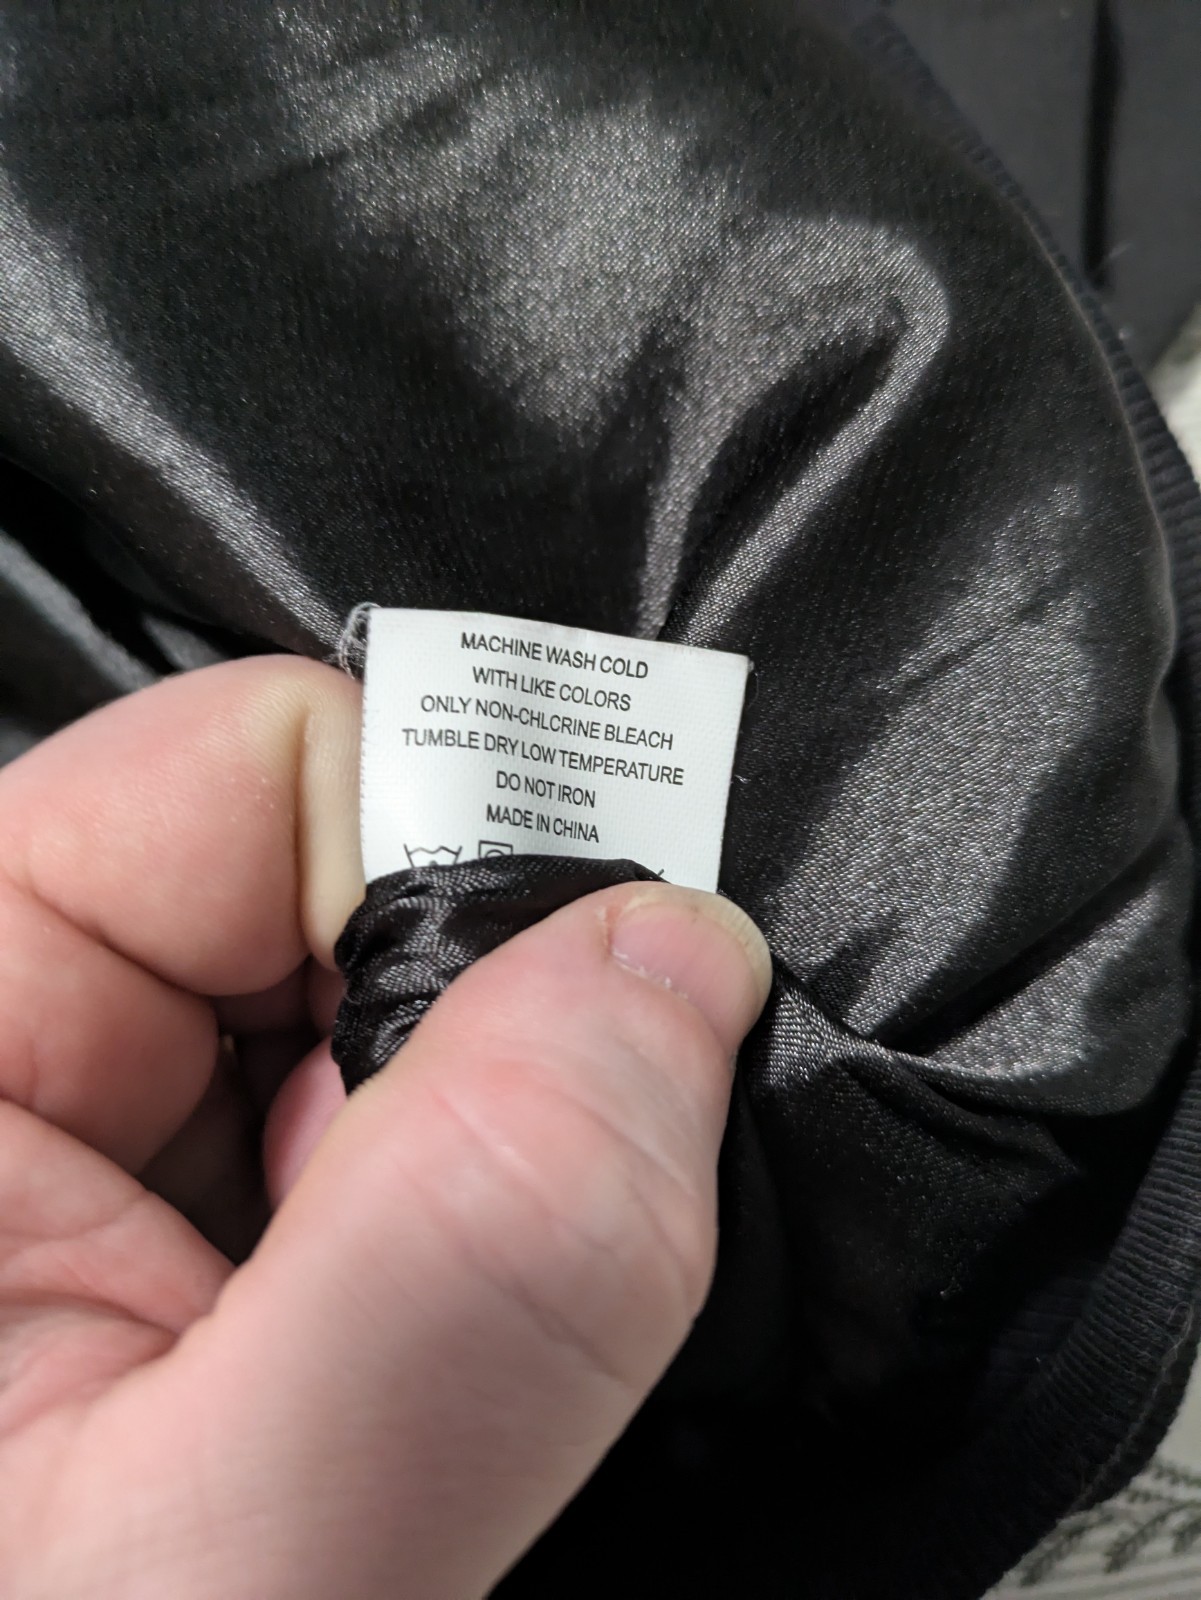 MACHINE WASH COLD
WITH LIKE COLORS
ONLY NON-CHLCRINE BLEACH
TUMBLE DRY LOW TEMPERATURE
DO NOT IRON
MADE IN CHINA